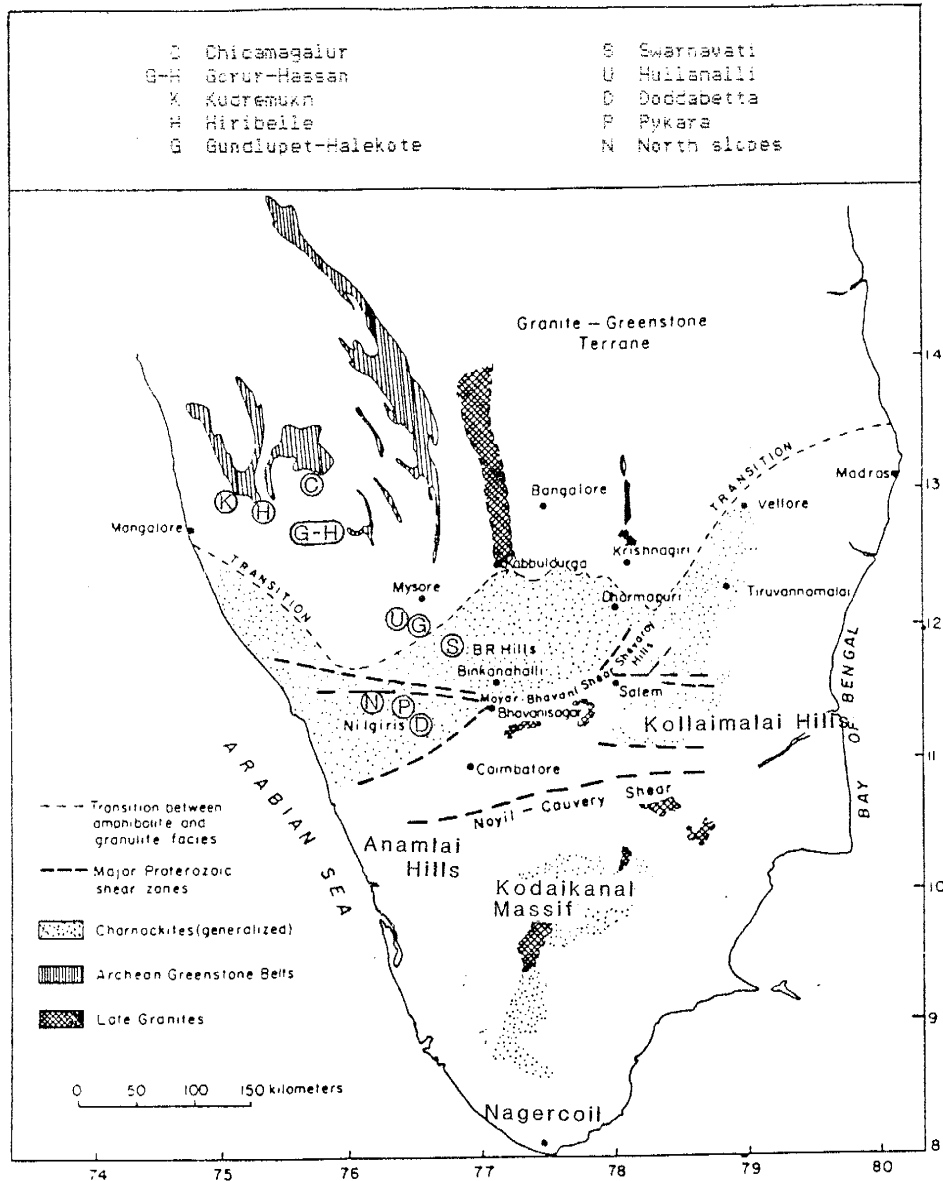 C Chicamagalur
G-H Gorur-Hassan
K Kudremukh
H Hiribelle
G Gundlupet-Halekote
S Swarnavati
U Hullanalli
D Doddabetta
P Pykara
N North slopes
Granite – Greenstone
Terrane
14
TRANSITION
Madras
13
C
K
H
Bangalore
Vellore
G-H
Mangalore
Krishnagiri
Kabbuldurga
TRANSITION
Mysore
Dharmapuri
Tiruvannamalai
12
U
G
S
BR Hills
Shevaroy
Hills
Binkanahalli
Moyar-Bhavani Shear
Salem
N
P
Bhavanisagar
Nilgiris
D
Kollaimalai Hills
BAY OF BENGAL
11
Coimbatore
ARABIAN SEA
Noyil – Cauvery Shear
Transition between
amphibolite and
granulite facies
Anamlai
Hills
Major Proterozoic
shear zones
Kodaikanal
Massif
10
Charnockites (generalized)
Archean Greenstone Belts
Late Granites
9
0 50 100 150 kilometers
Nagercoil
8
74 75 76 77 78 79 80